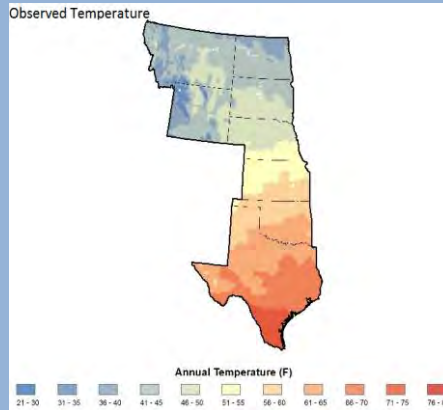 Observed Temperature
Annual Temperature (F)
21 - 30 31 - 35 36 - 40 41 - 45 46 - 50 51 - 55 56 - 60 61 - 65 66 - 70 71 - 75